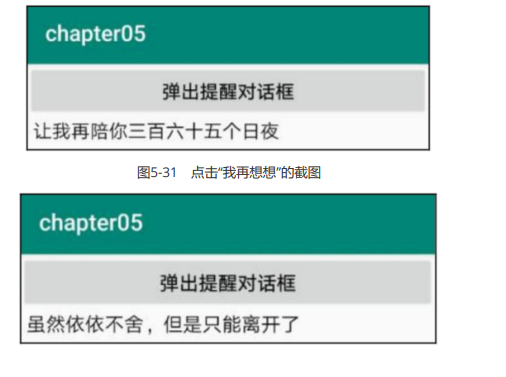 chapter05
弹出提醒对话框
让我再陪你三百六十五个日夜
图5-31 点击“我再想想”的截图
chapter05
弹出提醒对话框
虽然依依不舍，但是只能离开了